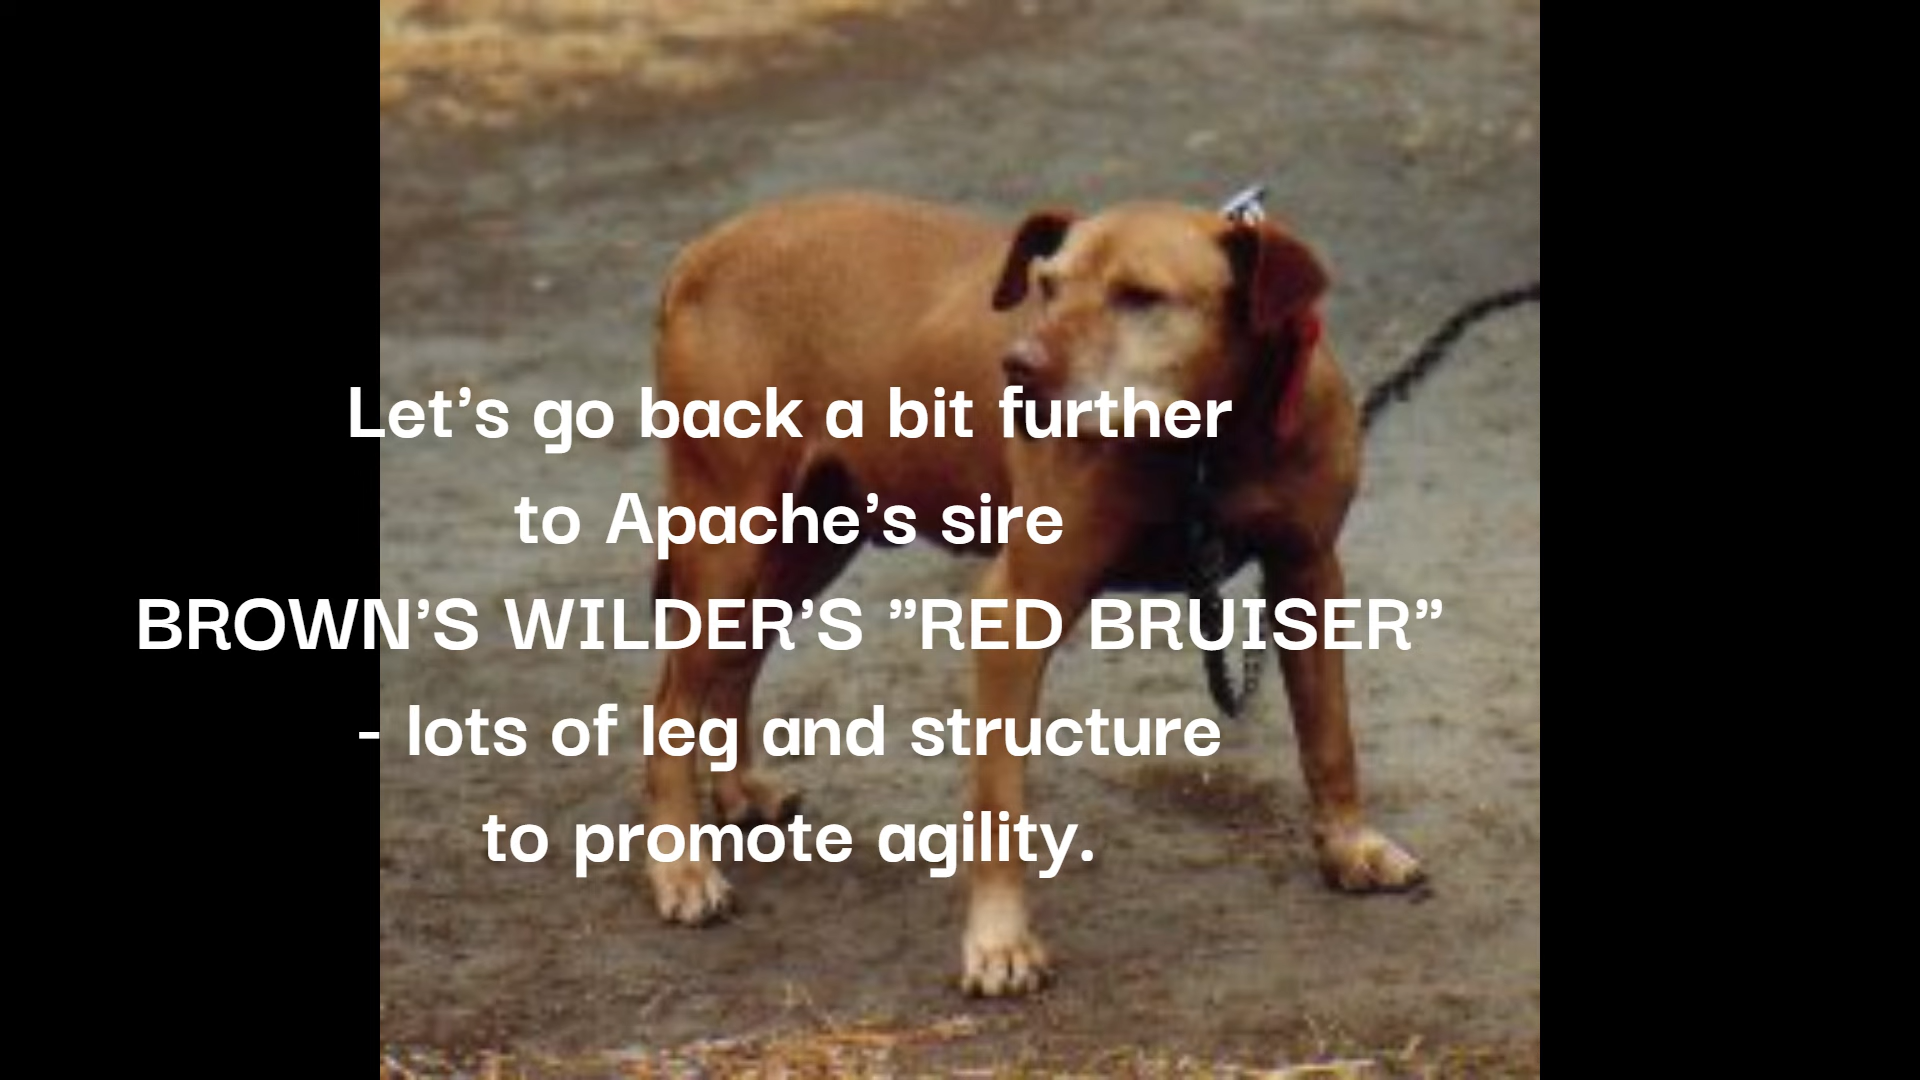 Let’s go back a bit further
to Apache’s sire
BROWN’S WILDER’S ”RED BRUISER”
- lots of leg and structure
to promote agility.